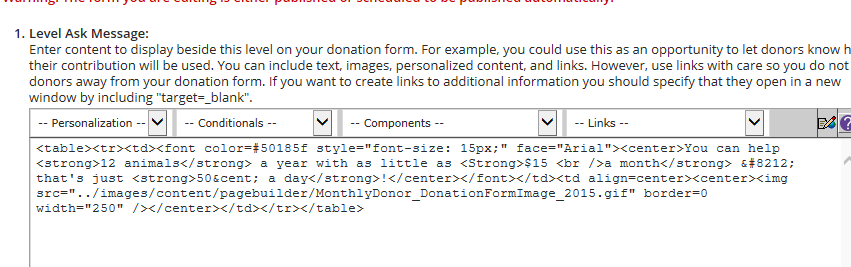 Warning: The form you are editing is either published or scheduled to be published automatically.
1. Level Ask Message:
Enter content to display beside this level on your donation form. For example, you could use this as an opportunity to let donors know h
their contribution will be used. You can include text, images, personalized content, and links. However, use links with care so you do not
donors away from your donation form. If you want to create links to additional information you should specify that they open in a new
window by including "target=_blank".
-- Personalization -- -- Conditionals -- -- Components -- -- Links --
<table><tr><td><font color=#50185f style="font-size: 15px;" face="Arial"><center>You can help
<strong>12 animals</strong> a year with as little as <Strong>$15 <br />a month</strong> &#8212;
that's just <strong>50&cent; a day</strong>!</center></font></td><td align=center><center><img
src="../images/content/pagebuilder/MonthlyDonor_DonationFormImage_2015.gif" border=0
width="250" /></center></td></tr></table>